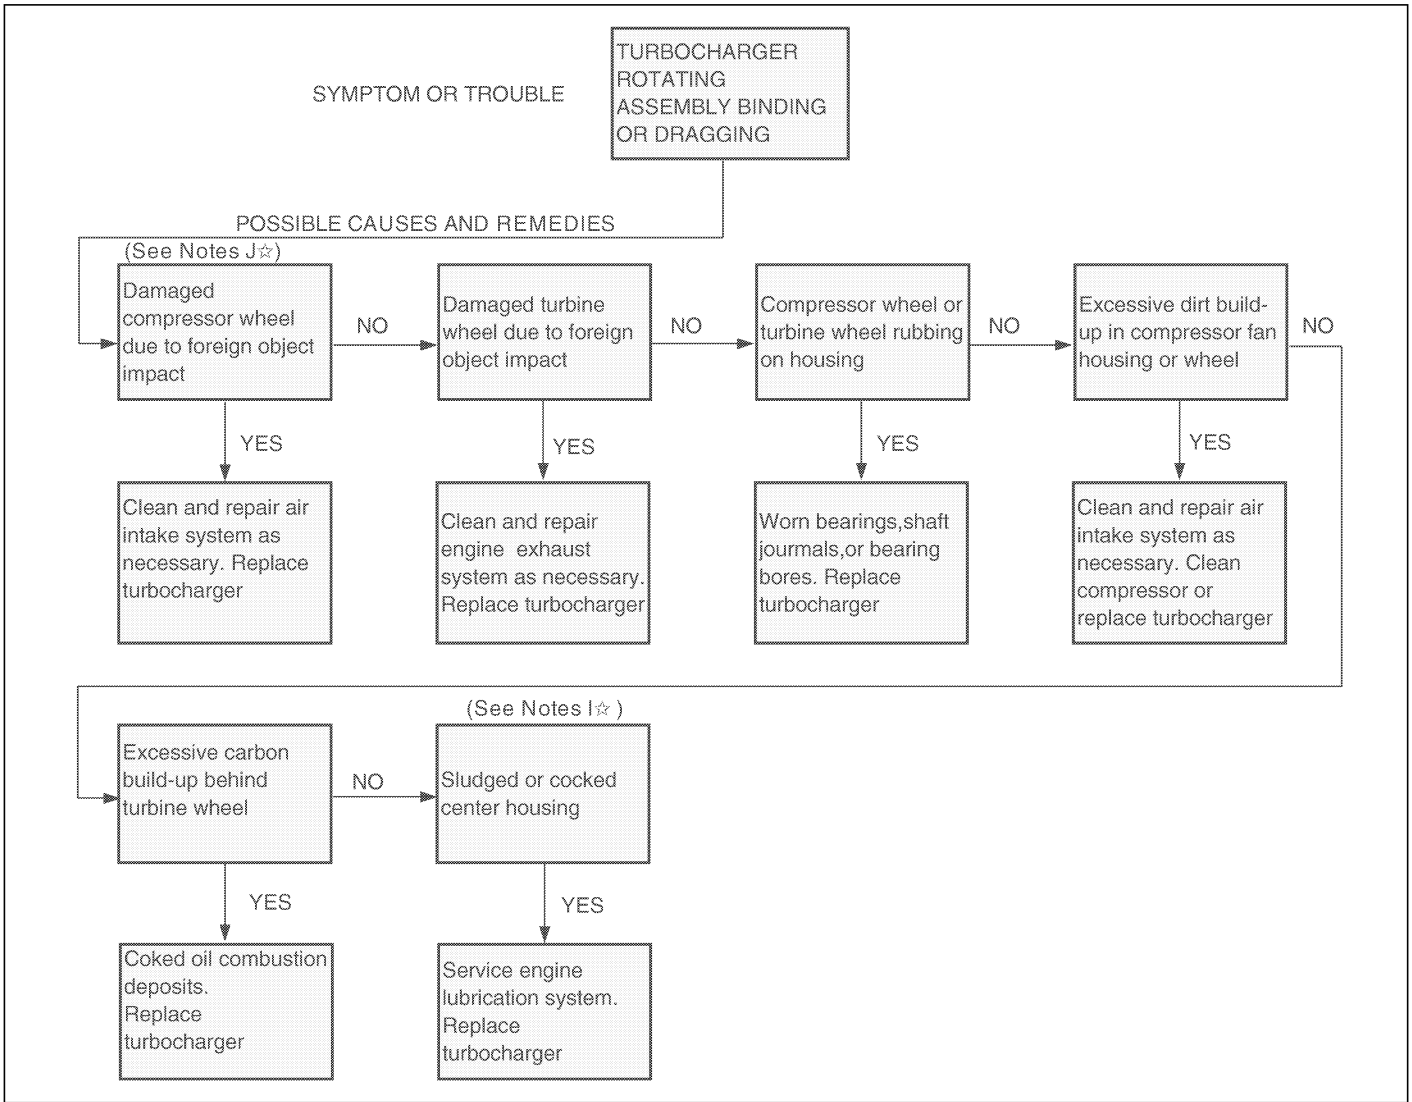 TURBOCHARGER
ROTATING
ASSEMBLY BINDING
OR DRAGGING
SYMPTOM OR TROUBLE
POSSIBLE CAUSES AND REMEDIES
(See Notes J☆)
Damaged
compressor wheel
due to foreign object
impact
NO
Damaged turbine
wheel due to foreign
object impact
NO
Compressor wheel or
turbine wheel rubbing
on housing
NO
Excessive dirt build-
up in compressor fan
housing or wheel
NO
YES
YES
YES
YES
Clean and repair air
intake system as
necessary. Replace
turbocharger
Clean and repair
engine exhaust
system as necessary.
Replace turbocharger
Worn bearings,shaft
jourmals,or bearing
bores. Replace
turbocharger
Clean and repair air
intake system as
necessary. Clean
compressor or
replace turbocharger
(See Notes I☆ )
Excessive carbon
build-up behind
turbine wheel
NO
Sludged or cocked
center housing
YES
YES
Coked oil combustion
deposits.
Replace
turbocharger
Service engine
lubrication system.
Replace
turbocharger